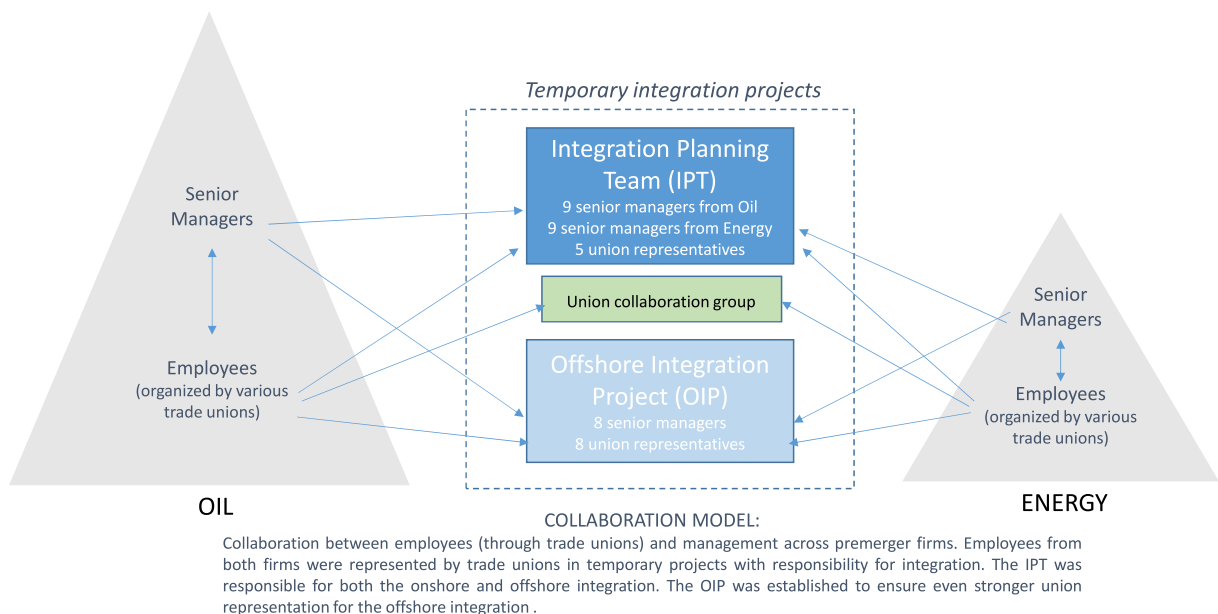 Temporary integration projects
Integration Planning
Team (IPT)
9 senior managers from Oil
9 senior managers from Energy
5 union representatives
Union collaboration group
Offshore Integration
Project (OIP)
8 senior managers
8 union representatives
Senior
Managers
Employees
(organized by various
trade unions)
OIL
Senior
Managers
Employees
(organized by various
trade unions)
ENERGY
COLLABORATION MODEL:
Collaboration between employees (through trade unions) and management across premerger firms. Employees from
both firms were represented by trade unions in temporary projects with responsibility for integration. The IPT was
responsible for both the onshore and offshore integration. The OIP was established to ensure even stronger union
representation for the offshore integration .